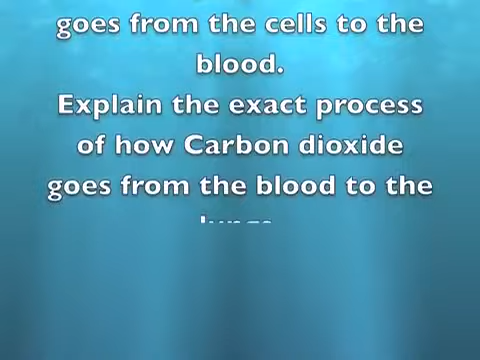 goes from the cells to the
blood.
Explain the exact process
of how Carbon dioxide
goes from the blood to the